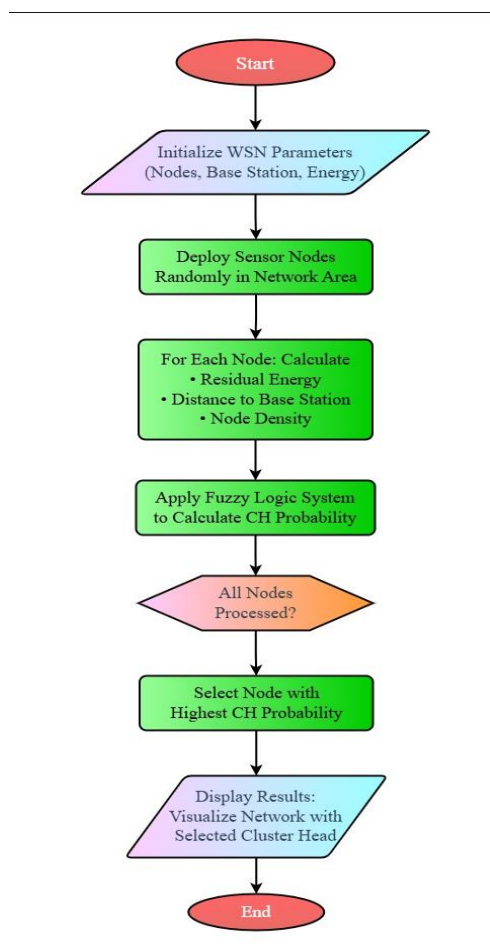 Start
Initialize WSN Parameters
(Nodes, Base Station, Energy)
Deploy Sensor Nodes
Randomly in Network Area
For Each Node: Calculate
• Residual Energy
• Distance to Base Station
• Node Density
Apply Fuzzy Logic System
to Calculate CH Probability
All Nodes
Processed?
Select Node with
Highest CH Probability
Display Results:
Visualize Network with
Selected Cluster Head
End